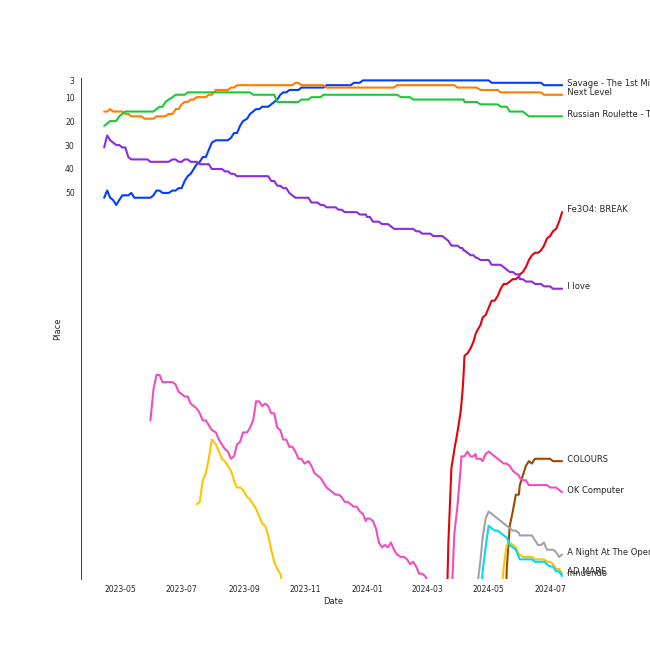 3
Savage - The 1st Mi
Next Level
10
Russian Roulette - T
20
30
40
50
Fe3O4: BREAK
I love
Place
COLOURS
OK Computer
A Night At The Oper
AD MARE
Innuendo
2023-05
2023-07
2023-09
2023-11
2024-01
2024-03
2024-05
2024-07
Date